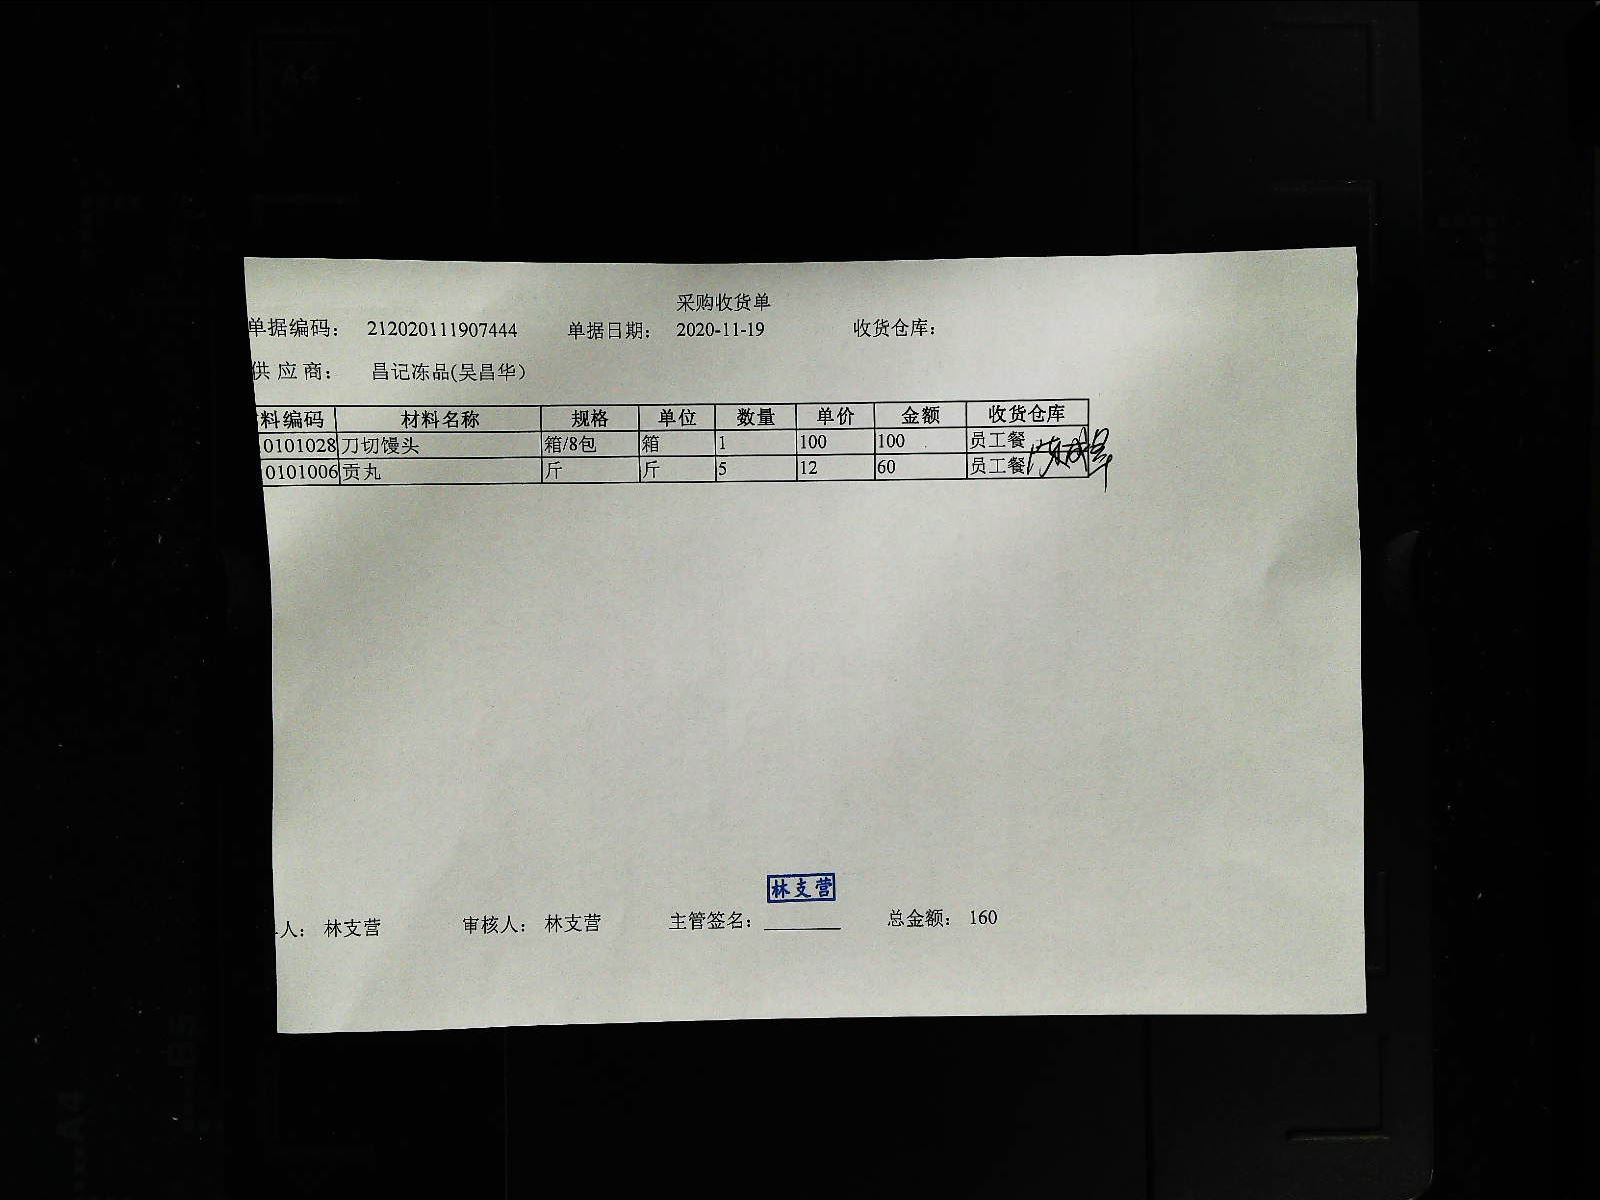 采购收货单
单据编码： 212020111907444 单据日期： 2020-11-19 收货仓库：
供应商： 昌记冻品(吴昌华）
料编码 材料名称 规格 单位 数量 单价 金额 收货仓库
0101028 刀切馒头 箱/8包 箱 1 100 100 员工餐
0101006 贡丸 斤 斤 5 12 60 员工餐
林支营
人： 林支营 审核人： 林支营 主管签名： 总金额： 160